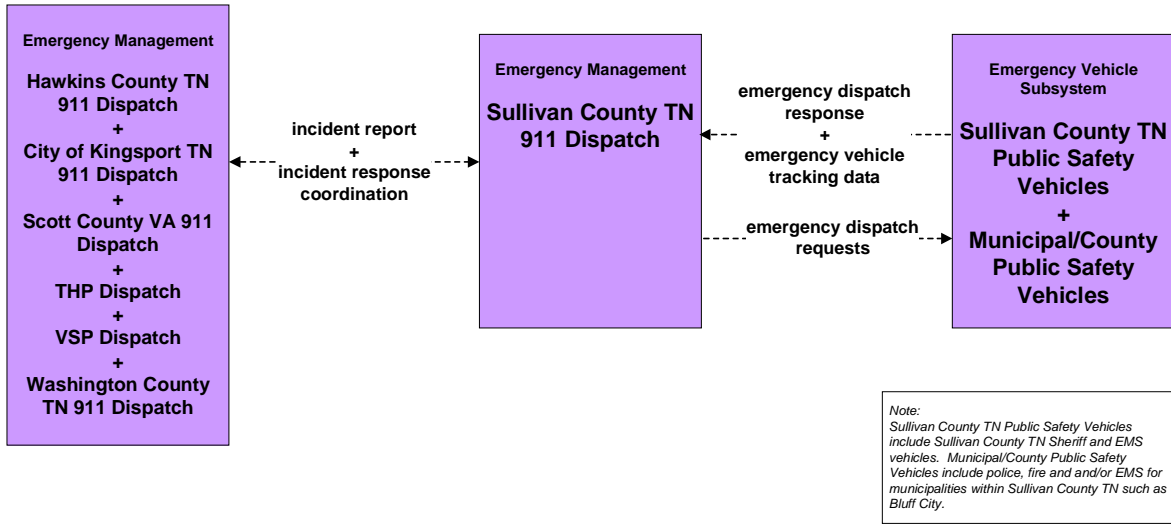 Emergency Management
Hawkins County TN
911 Dispatch
+
City of Kingsport TN
911 Dispatch
+
Scott County VA 911
Dispatch
+
THP Dispatch
+
VSP Dispatch
+
Washington County
TN 911 Dispatch
incident report
+
incident response
coordination
Emergency Management
Sullivan County TN
911 Dispatch
emergency dispatch
response
+
emergency vehicle
tracking data
emergency dispatch
requests
Emergency Vehicle
Subsystem
Sullivan County TN
Public Safety
Vehicles
+
Municipal/County
Public Safety
Vehicles
Note:
Sullivan County TN Public Safety Vehicles
include Sullivan County TN Sheriff and EMS
vehicles.  Municipal/County Public Safety
Vehicles include police, fire and and/or EMS for
municipalities within Sullivan County TN such as
Bluff City.